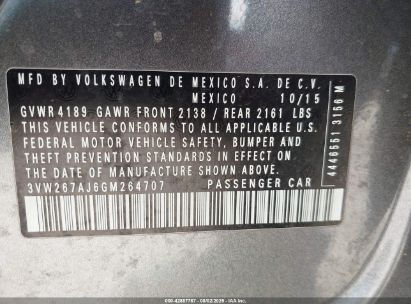 MFD BY VOLKSWAGEN DE MEXICO S.A. DE C.V.
MEXICO 10/15
GVWR 4189 GAWR FRONT 2138 / REAR 2161 LBS
THIS VEHICLE CONFORMS TO ALL APPLICABLE U.S.
FEDERAL MOTOR VEHICLE SAFETY, BUMPER AND
THEFT PREVENTION STANDARDS IN EFFECT ON
THE DATE OF MANUFACTURE SHOWN ABOVE.
3VW267AJ6GM264707 PASSENGER CAR